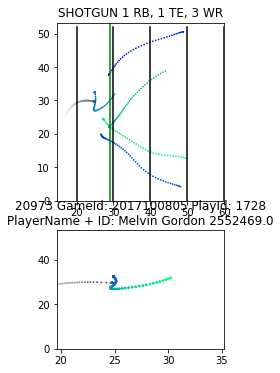 SHOTGUN 1 RB, 1 TE, 3 WR
50
40
30
20
10
0
20 30 40 50 60
20973 GameId: 2017100805 PlayId: 1728
PlayerName + ID: Melvin Gordon 2552469.0
40
20
0
20 25 30 35